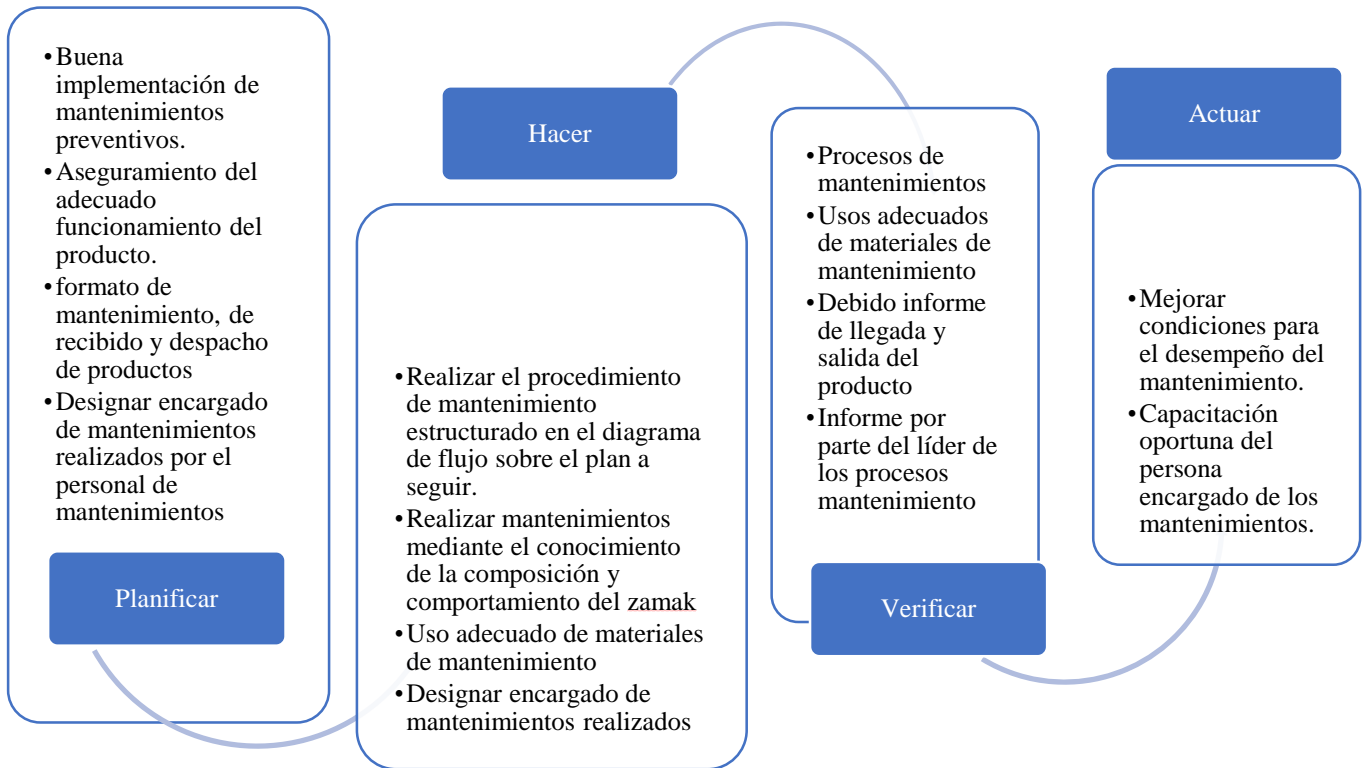 •Buena
implementación de
mantenimientos
preventivos.
•Aseguramiento del
adecuado
funcionamiento del
producto.
•formato de
mantenimiento, de
recibido y despacho
de productos
•Designar encargado
de mantenimientos
realizados por el
personal de
mantenimientos
Planificar
Hacer
•Realizar el procedimiento
de mantenimiento
estructurado en el diagrama
de flujo sobre el plan a
seguir.
•Realizar mantenimientos
mediante el conocimiento
de la composición y
comportamiento del zamak
•Uso adecuado de materiales
de mantenimiento
•Designar encargado de
mantenimientos realizados
•Procesos de
mantenimientos
•Usos adecuados
de materiales de
mantenimiento
•Debido informe
de llegada y
salida del
producto
•Informe por
parte del líder de
los procesos
mantenimiento
Verificar
Actuar
•Mejorar
condiciones para
el desempeño del
mantenimiento.
•Capacitación
oportuna del
persona
encargado de los
mantenimientos.